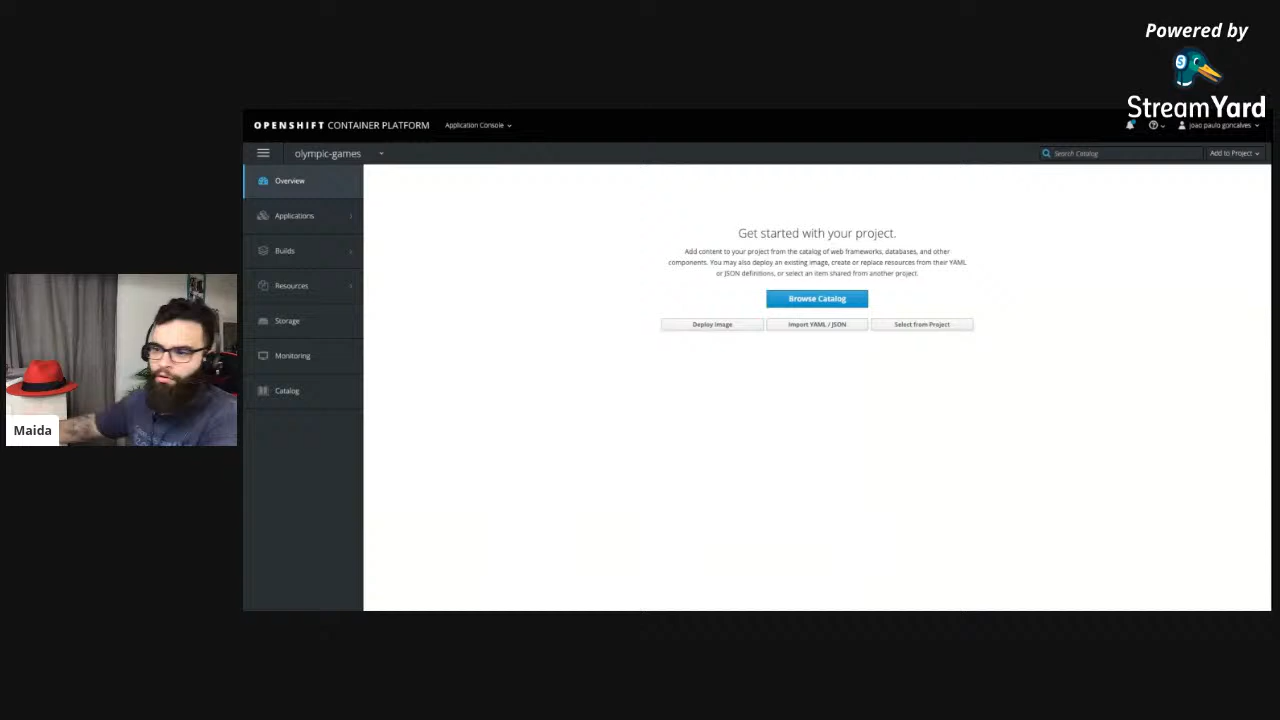 Powered by
StreamYard
OPENSHIFT CONTAINER PLATFORM
Application Console
joao paulo goncalves
olympic-games
Search Catalog
Add to Project
Overview
Applications
Builds
Resources
Storage
Monitoring
Catalog
Get started with your project.
Add content to your project from the catalog of web frameworks, databases, and other
components. You may also deploy an existing image, create or replace resources from their YAML
or JSON definitions, or select an item shared from another project.
Browse Catalog
Deploy Image
Import YAML / JSON
Select from Project
Maida